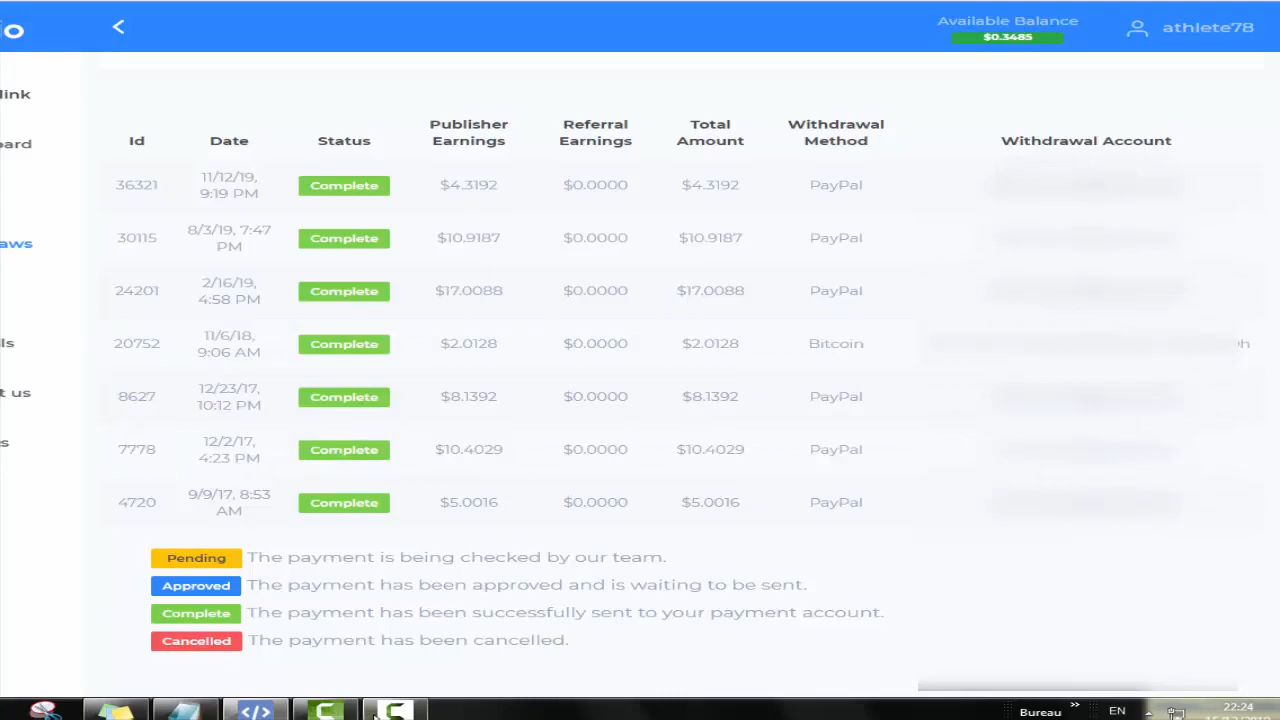 io
Available Balance
$0.3485
athlete78
link
oard
aws
ls
t us
s
Id Date Status Publisher Earnings Referral Earnings Total Amount Withdrawal Method Withdrawal Account
36321 11/12/19, 9:19 PM Complete $4.3192 $0.0000 $4.3192 PayPal
30115 8/3/19, 7:47 PM Complete $10.9187 $0.0000 $10.9187 PayPal
24201 2/16/19, 4:58 PM Complete $17.0088 $0.0000 $17.0088 PayPal
20752 11/6/18, 9:06 AM Complete $2.0128 $0.0000 $2.0128 Bitcoin
8627 12/23/17, 10:12 PM Complete $8.1392 $0.0000 $8.1392 PayPal
7778 12/2/17, 4:23 PM Complete $10.4029 $0.0000 $10.4029 PayPal
4720 9/9/17, 8:53 AM Complete $5.0016 $0.0000 $5.0016 PayPal
Pending The payment is being checked by our team.
Approved The payment has been approved and is waiting to be sent.
Complete The payment has been successfully sent to your payment account.
Cancelled The payment has been cancelled.
Bureau » EN 22:24